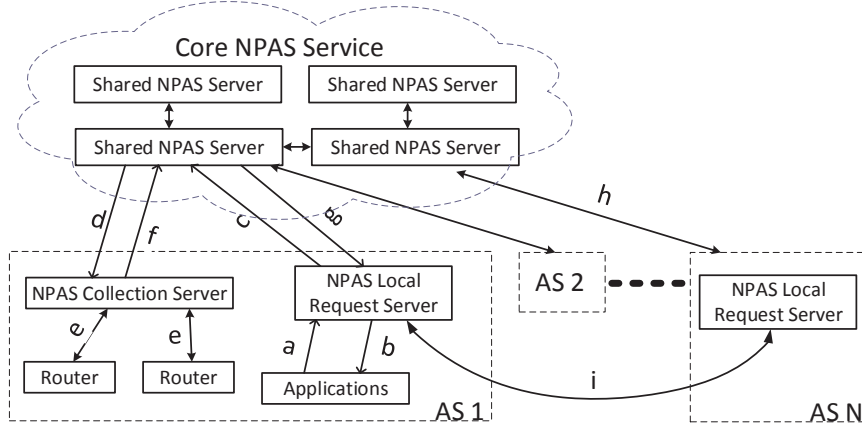 Core NPAS Service
Shared NPAS Server
Shared NPAS Server
Shared NPAS Server
Shared NPAS Server
d
f
c
g
h
NPAS Collection Server
NPAS Local
Request Server
AS 2
NPAS Local
Request Server
e
e
a
b
Router
Router
Applications
i
AS 1
AS N